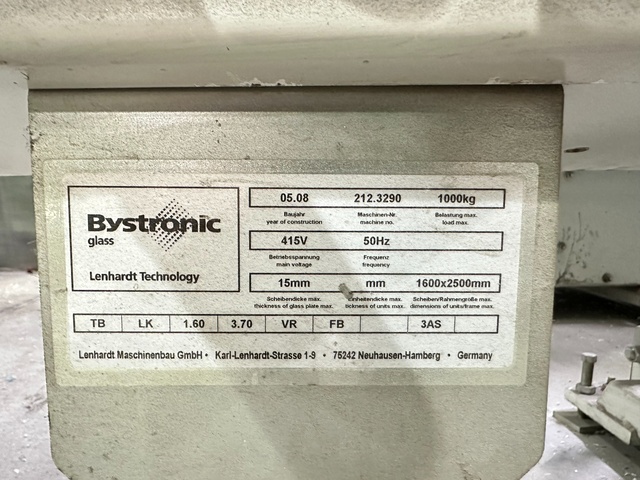 Bystronic
glass
Lenhardt Technology
05.08 212.3290 1000kg
Baujahr Maschinen-Nr. Belastung max.
year of construction machine no. load max.
415V 50Hz
Betriebsspannung Frequenz
main voltage frequency
15mm mm 1600x2500mm
Scheibendicke max. Einheitendicke max. Scheiben/Rahmengröße max.
thickness of glass plate max. tickness of units max. dimensions of units/frame max.
TB LK 1.60 3.70 VR FB 3AS
Lenhardt Maschinenbau GmbH • Karl-Lenhardt-Strasse 1-9 • 75242 Neuhausen-Hamberg • Germany